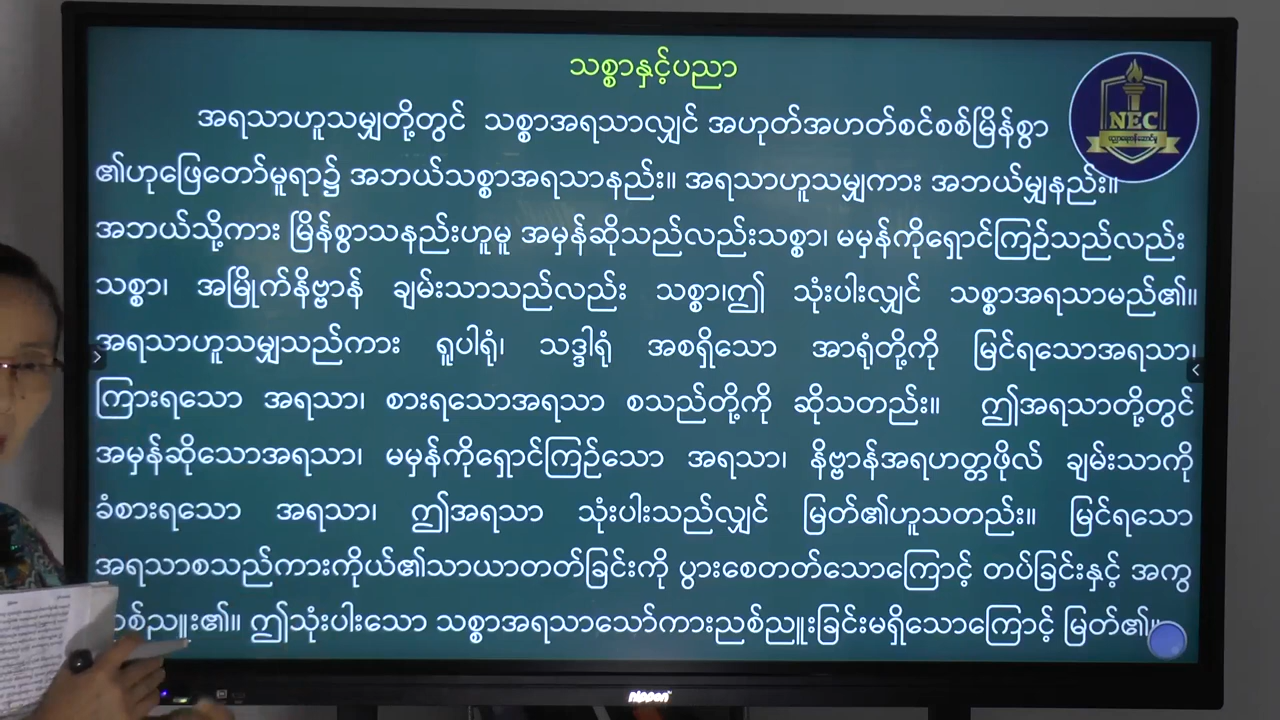 သစ္စာနှင့်ပညာ
အရသာဟူသမျှတို့တွင် သစ္စာအရသာလျှင် အဟုတ်အဟတ်စင်စစ်မြိန်စွာ
၏ဟုဖြေတော်မူရာ၌ အဘယ်သစ္စာအရသာနည်း။ အရသာဟူသမျှကား အဘယ်မျှနည်း။
အဘယ်သို့ကား မြိန်စွာသနည်းဟူမူ အမှန်ဆိုသည်လည်းသစ္စာ၊ မမှန်ကိုရှောင်ကြဉ်သည်လည်း
သစ္စာ၊ အမြိုက်နိဗ္ဗာန် ချမ်းသာသည်လည်း သစ္စာ၊ဤ သုံးပါးလျှင် သစ္စာအရသာမည်၏။
အရသာဟူသမျှသည်ကား ရူပါရုံ၊ သဒ္ဒါရုံ အစရှိသော အာရုံတို့ကို မြင်ရသောအရသာ၊
ကြားရသော အရသာ၊ စားရသောအရသာ စသည်တို့ကို ဆိုသတည်း။ ဤအရသာတို့တွင်
အမှန်ဆိုသောအရသာ၊ မမှန်ကိုရှောင်ကြဉ်သော အရသာ၊ နိဗ္ဗာန်အရဟတ္တဖိုလ် ချမ်းသာကို
ခံစားရသော အရသာ၊ ဤအရသာ သုံးပါးသည်လျှင် မြတ်၏ဟူသတည်း။ မြင်ရသော
အရသာစသည်ကားကိုယ်၏သာယာတတ်ခြင်းကို ပွားစေတတ်သောကြောင့် တပ်ခြင်းနှင့် အကွ
ညစ်ညူး၏။ ဤသုံးပါးသော သစ္စာအရသာသော်ကားညစ်ညူးခြင်းမရှိသောကြောင့် မြတ်၏။
NEC
nippon